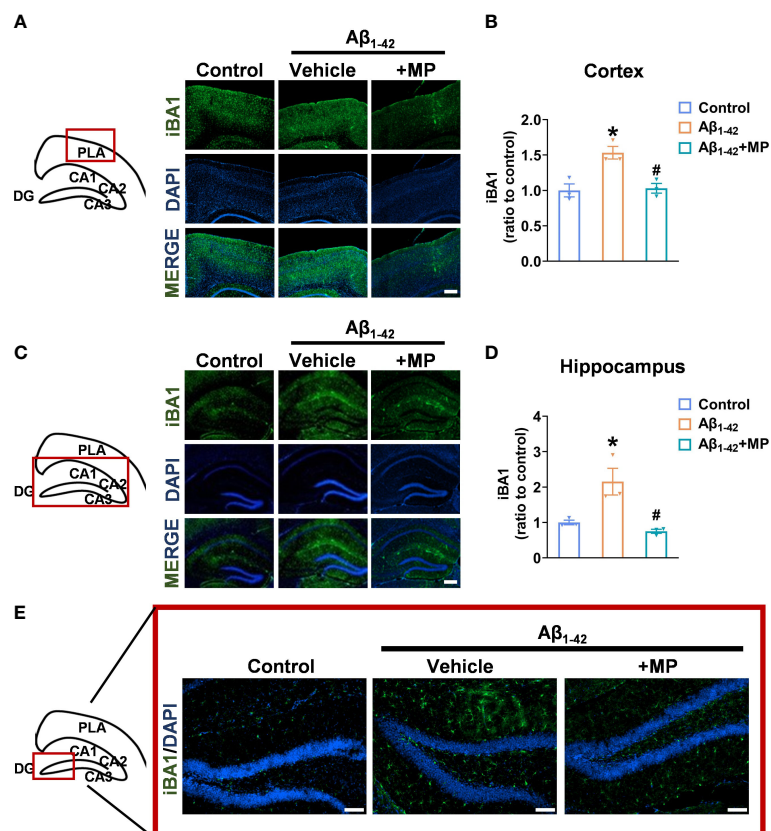 A
Aβ1-42
Control Vehicle +MP
iBA1
DAPI
MERGE
PLA
CA1
CA2
CA3
DG
B
Cortex
iBA1
(ratio to control)
2.0
1.5
1.0
0.5
0.0
*
#
Control
Aβ1-42
Aβ1-42+MP
C
Aβ1-42
Control Vehicle +MP
iBA1
DAPI
MERGE
PLA
CA1
CA2
CA3
DG
D
Hippocampus
iBA1
(ratio to control)
4
3
2
1
0
*
#
Control
Aβ1-42
Aβ1-42+MP
E
PLA
CA1
CA2
CA3
DG
Aβ1-42
Control Vehicle +MP
iBA1/DAPI